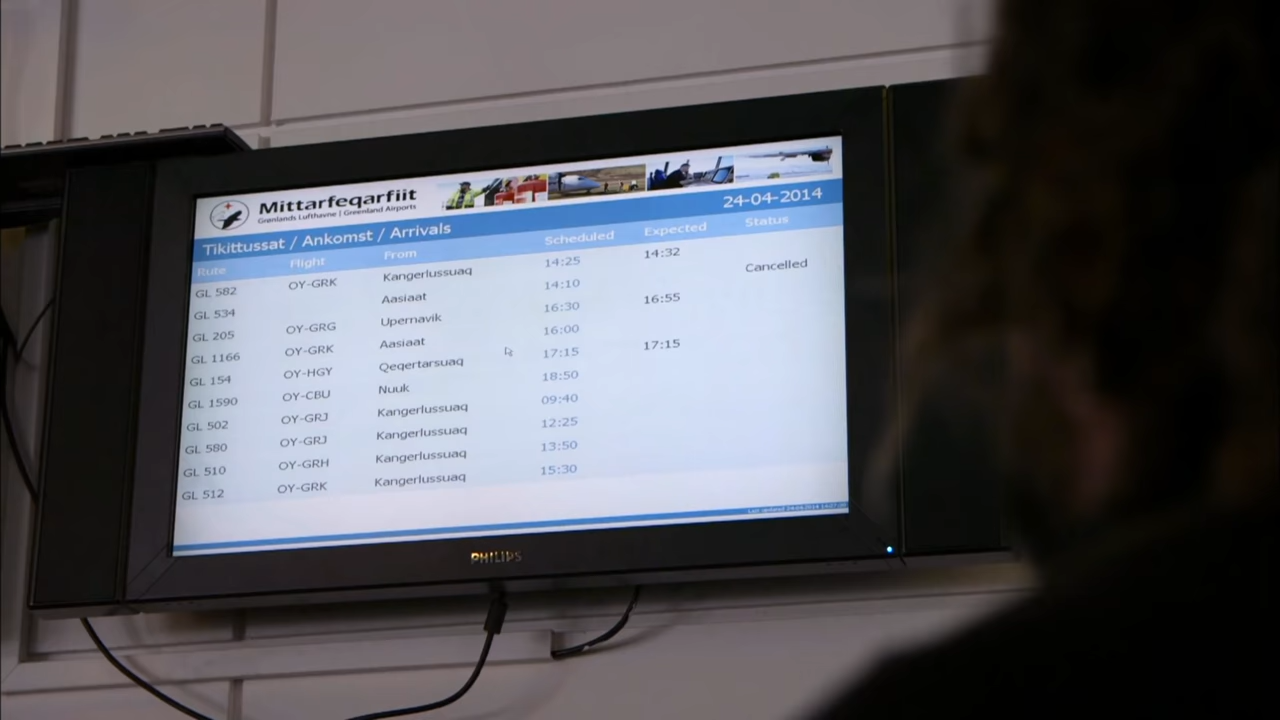 Mittarfeqarfiit
Grønlands Lufthavne | Greenland Airports
Tikittussat / Ankomst / Arrivals 24-04-2014
Rute Flight From Scheduled Expected Status
GL 582 OY-GRK Kangerlussuaq 14:25 14:32
GL 534 Aasiaat 14:10 Cancelled
GL 205 OY-GRG Upernavik 16:30 16:55
GL 1166 OY-GRK Aasiaat 16:00
GL 154 OY-HGY Qeqertarsuaq 17:15 17:15
GL 1590 OY-CBU Nuuk 18:50
GL 502 OY-GRJ Kangerlussuaq 09:40
GL 580 OY-GRJ Kangerlussuaq 12:25
GL 510 OY-GRH Kangerlussuaq 13:50
GL 512 OY-GRK Kangerlussuaq 15:30
PHILIPS